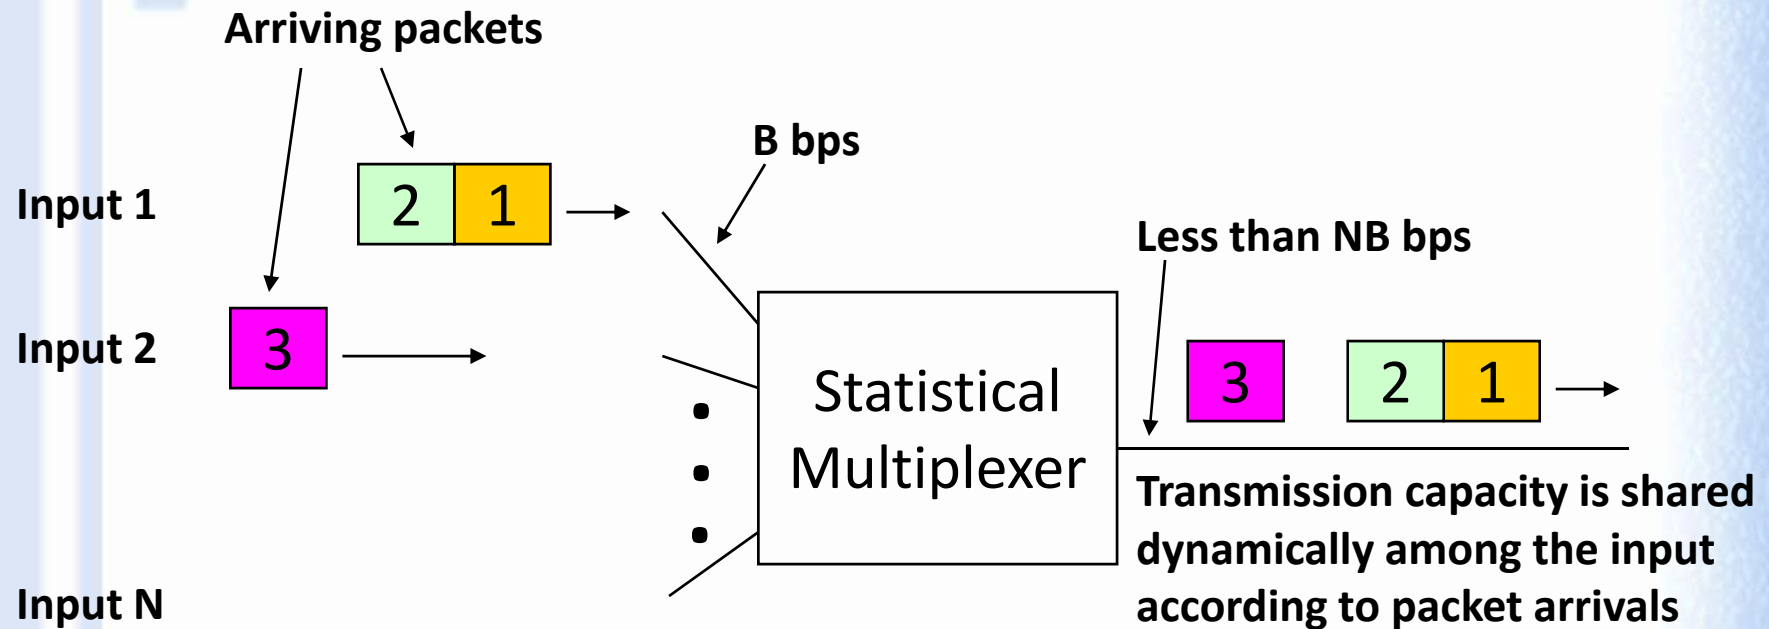 Arriving packets
B bps
Input 1
2 1
Less than NB bps
Input 2
3
3 2 1
Statistical
Multiplexer
Transmission capacity is shared
dynamically among the input
according to packet arrivals
Input N